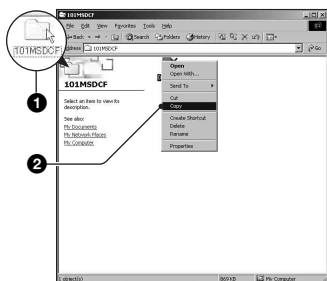 101MSDCF
File Edit View Favorites Tools Help
Back Search Folders History
Address 101MSDCF Go
101MSDCF
101MSDCF
Select an item to view its
description.
See also:
My Documents
My Network Places
My Computer
Open
Open With...
Send To
Cut
Copy
Create Shortcut
Delete
Rename
Properties
1
2
1 object(s) 869 KB My Computer